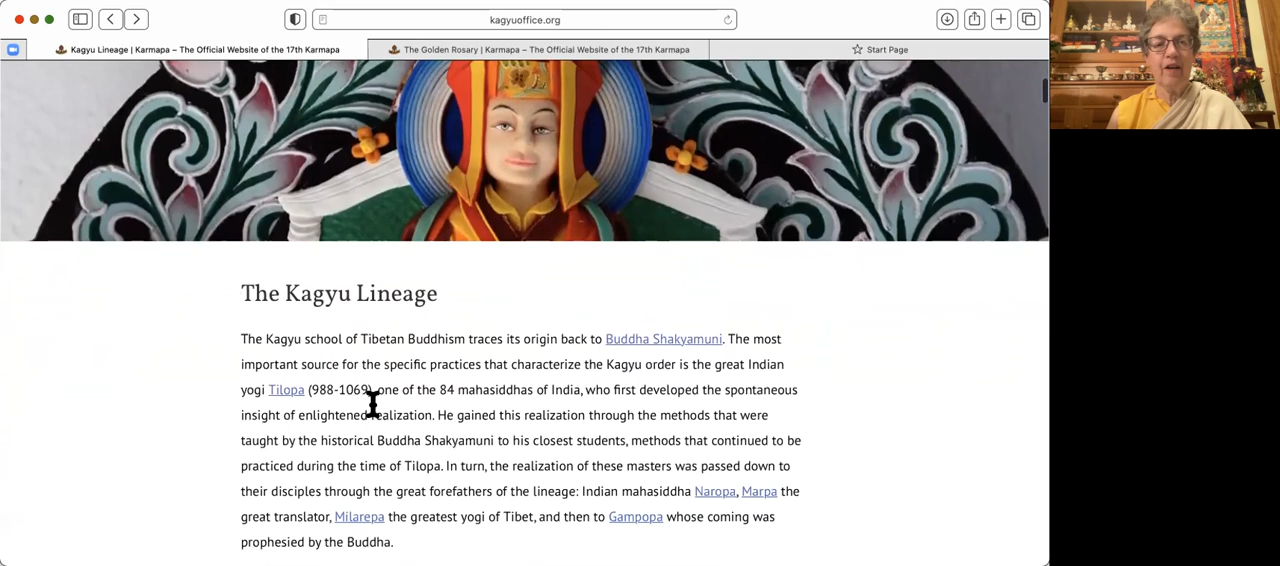 kagyuoffice.org
Kagyu Lineage | Karmapa – The Official Website of the 17th Karmapa
The Golden Rosary | Karmapa – The Official Website of the 17th Karmapa
Start Page
The Kagyu Lineage
The Kagyu school of Tibetan Buddhism traces its origin back to Buddha Shakyamuni. The most
important source for the specific practices that characterize the Kagyu order is the great Indian
yogi Tilopa (988-1069), one of the 84 mahasiddhas of India, who first developed the spontaneous
insight of enlightened realization. He gained this realization through the methods that were
taught by the historical Buddha Shakyamuni to his closest students, methods that continued to be
practiced during the time of Tilopa. In turn, the realization of these masters was passed down to
their disciples through the great forefathers of the lineage: Indian mahasiddha Naropa, Marpa the
great translator, Milarepa the greatest yogi of Tibet, and then to Gampopa whose coming was
prophesied by the Buddha.